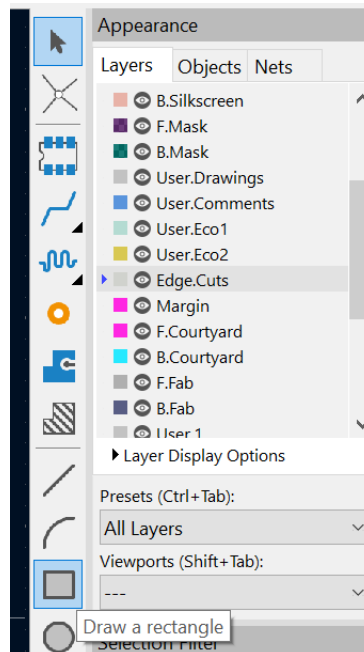 Appearance
Layers Objects Nets
B.Silkscreen
F.Mask
B.Mask
User.Drawings
User.Comments
User.Eco1
User.Eco2
Edge.Cuts
Margin
F.Courtyard
B.Courtyard
F.Fab
B.Fab
User.1
Layer Display Options
Presets (Ctrl+Tab):
All Layers
Viewports (Shift+Tab):
---
Draw a rectangle
Selection Filter